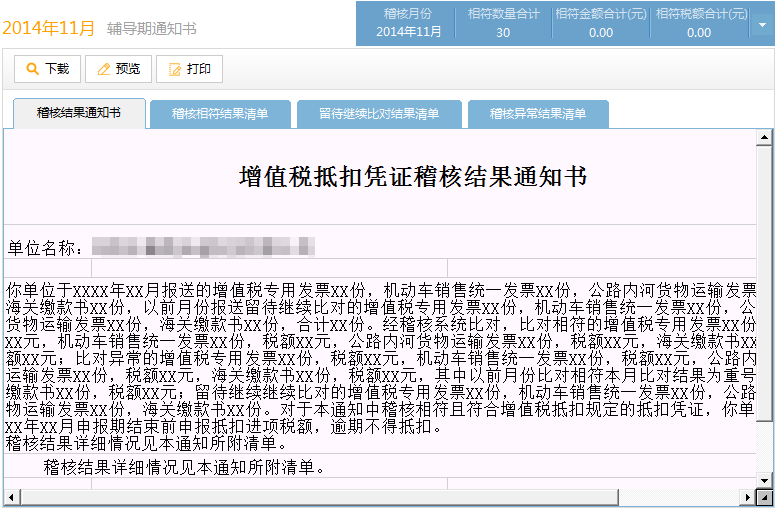 2014年11月 辅导期通知书
稽核月份 相符数量合计 相符金额合计(元) 相符税额合计(元)
2014年11月 30 0.00 0.00
下载 预览 打印
稽核结果通知书 稽核相符结果清单 留待继续比对结果清单 稽核异常结果清单
增值税抵扣凭证稽核结果通知书
单位名称:
你单位于XXXX年XX月报送的增值税专用发票XX份，机动车销售统一发票XX份，公路内河货物运输发票
海关缴款书XX份，以前月份报送留待继续比对的增值税专用发票XX份，机动车销售统一发票XX份，公
货物运输发票XX份，海关缴款书XX份，合计XX份。经稽核系统比对，比对相符的增值税专用发票XX份
XX元，机动车销售统一发票XX份，税额XX元，公路内河货物运输发票XX份，税额XX元，海关缴款书XX
额XX元；比对异常的增值税专用发票XX份，税额XX元，机动车销售统一发票XX份，税额XX元，公路内
运输发票XX份，税额XX元，海关缴款书XX份，税额XX元，其中以前月份比对相符本月比对结果为重号
缴款书XX份，税额XX元；留待继续继续比对的增值税专用发票XX份，机动车销售统一发票XX份，公路
物运输发票XX份，海关缴款书XX份。对于本通知中稽核相符且符合增值税抵扣规定的抵扣凭证，你单
XX年XX月申报期结束前申报抵扣进项税额，逾期不得抵扣。
稽核结果详细情况见本通知所附清单。
稽核结果详细情况见本通知所附清单。